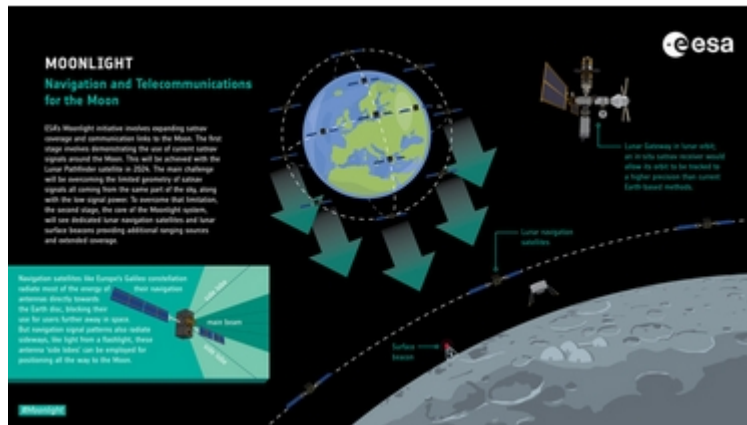 esa
MOONLIGHT
Navigation and Telecommunications
for the Moon
ESA's Moonlight initiative involves expanding satnav
coverage and communication links to the Moon. The first
stage involves demonstrating the use of current satnav
signals around the Moon. This will be achieved with the
Lunar Pathfinder satellite in 2024. The main challenge
will be overcoming the limited geometry of satnav
signals all coming from the same part of the sky, along
with the low signal power. To overcome that limitation,
the second stage, the core of the Moonlight system,
will see dedicated lunar navigation satellites and lunar
surface beacons providing additional ranging sources
and extended coverage.
Lunar Gateway in lunar orbit;
an in-situ satnav receiver would
allow its orbit to be tracked to
a higher precision than current
Earth-based methods.
Lunar navigation
satellites
Surface
beacon
Navigation satellites like Europe's Galileo constellation
radiate most of the energy of their navigation
antennas directly towards
the Earth disc, blocking their
use for users further away in space.
But navigation signal patterns also radiate
sideways, like light from a flashlight, these
antenna 'side lobes' can be employed for
positioning all the way to the Moon.
side lobes
main beam
side lobes
#Moonlight